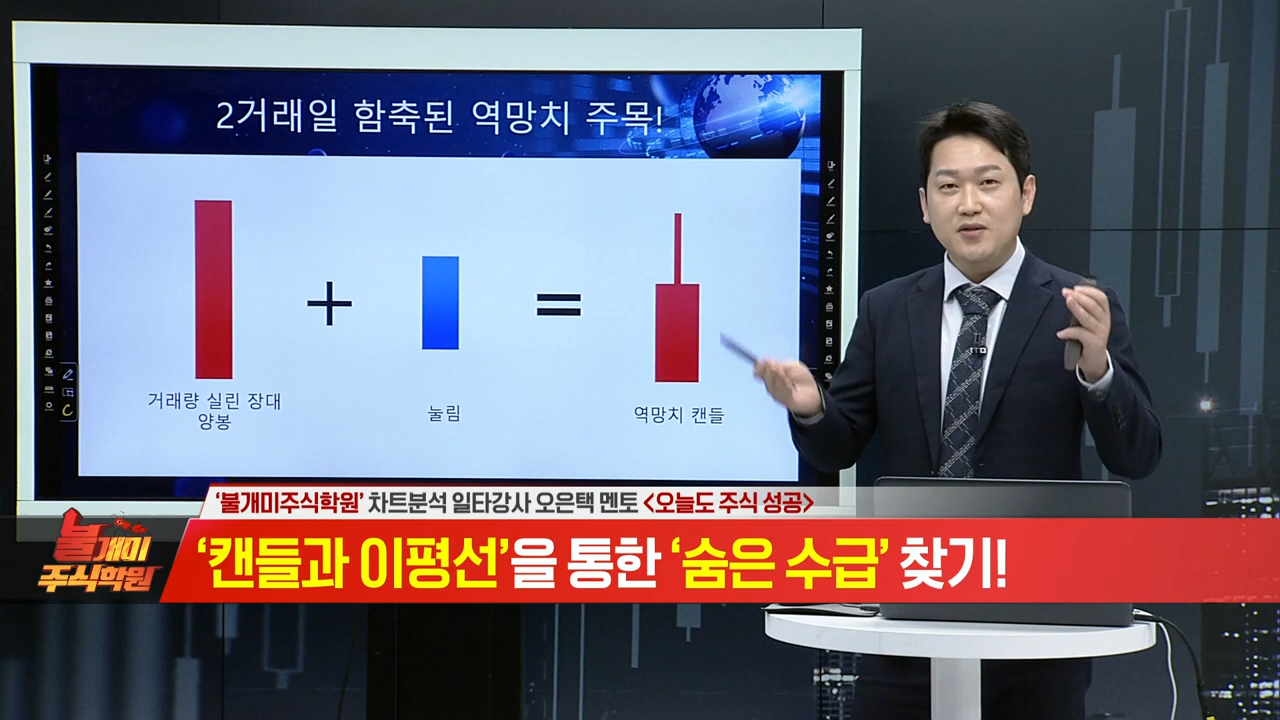 2거래일 함축된 역망치 주목!
+
=
거래량 실린 장대
양봉
눌림
역망치 캔들
'불개미주식학원' 차트분석 일타강사 오은택 멘토 <오늘도 주식 성공>
불개미
주식학원
'캔들과 이평선'을 통한 '숨은 수급' 찾기!